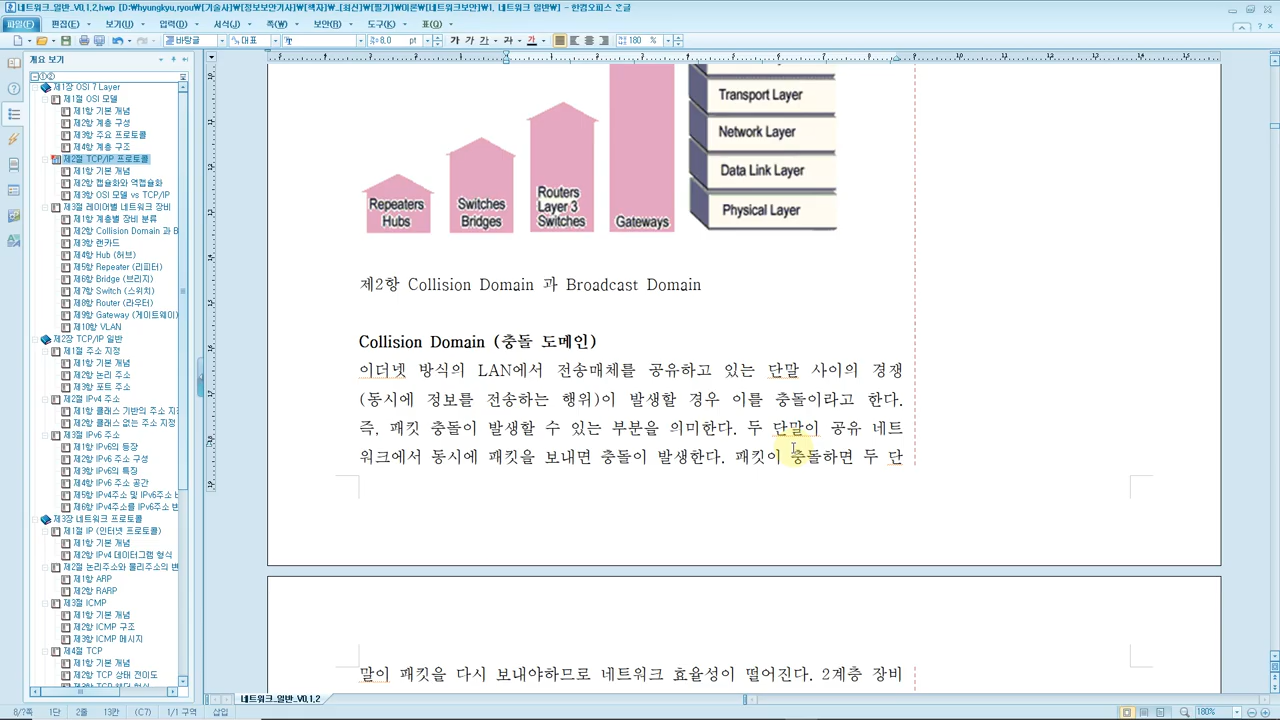 네트워크_일반_V0,1,2.hwp [D:₩hyungkyu,ryou₩[기술사]₩[정보보안기사]₩[책자]₩_[최신]₩[필기]₩이론₩[네트워크보안]₩1, 네트워크 일반] - 한컴오피스 한글
파일(F) 편집(E) 보기(U) 입력(D) 서식(J) 쪽(W) 보안(B) 도구(K) 표(Q)
바탕글 대표 8.0 pt 가 가 가 가 가 180 %
개요 보기
제1장 OSI 7 Layer
제1절 OSI 모델
제1항 기본 개념
제2항 계층 구성
제3항 주요 프로토콜
제4항 계층 구조
제2절 TCP/IP 프로토콜
제1항 기본 개념
제2항 캡슐화와 역캡슐화
제3항 OSI 모델 vs TCP/IP
제3절 레이어별 네트워크 장비
제1항 계층별 장비 분류
제2항 Collision Domain 과 B
제3항 랜카드
제4항 Hub (허브)
제5항 Repeater (리피터)
제6항 Bridge (브리지)
제7항 Switch (스위치)
제8항 Router (라우터)
제9항 Gateway (게이트웨이)
제10항 VLAN
제2장 TCP/IP 일반
제1절 주소 지정
제1항 기본 개념
제2항 논리 주소
제3항 포트 주소
제2절 IPv4 주소
제1항 클래스 기반의 주소 지정
제2항 클래스 없는 주소 지정
제3절 IPv6 주소
제1항 IPv6의 등장
제2항 IPv6 주소 구성
제3항 IPv6의 특징
제4항 IPv6 주소 공간
제5항 IPv4주소 및 IPv6주소
제6항 IPv4주소를 IPv6주소 변
제3장 네트워크 프로토콜
제1절 IP (인터넷 프로토콜)
제1항 기본 개념
제2항 IPv4 데이터그램 형식
제2절 논리주소와 물리주소의 변
제1항 ARP
제2항 RARP
제3절 ICMP
제1항 기본 개념
제2항 ICMP 구조
제3항 ICMP 메시지
제4절 TCP
제1항 기본 개념
제2항 TCP 상태 전이도
Transport Layer
Network Layer
Data Link Layer
Physical Layer
Repeaters
Hubs
Switches
Bridges
Routers
Layer 3
Switches
Gateways
제2항 Collision Domain 과 Broadcast Domain
Collision Domain (충돌 도메인)
이더넷 방식의 LAN에서 전송매체를 공유하고 있는 단말 사이의 경쟁
(동시에 정보를 전송하는 행위)이 발생할 경우 이를 충돌이라고 한다.
즉, 패킷 충돌이 발생할 수 있는 부분을 의미한다. 두 단말이 공유 네트
워크에서 동시에 패킷을 보내면 충돌이 발생한다. 패킷이 충돌하면 두 단
말이 패킷을 다시 보내야하므로 네트워크 효율성이 떨어진다. 2계층 장비
네트워크_일반_V0,1,2
8/?쪽 1단 2줄 13칸 (C7) 1/1 구역 삽입 180%